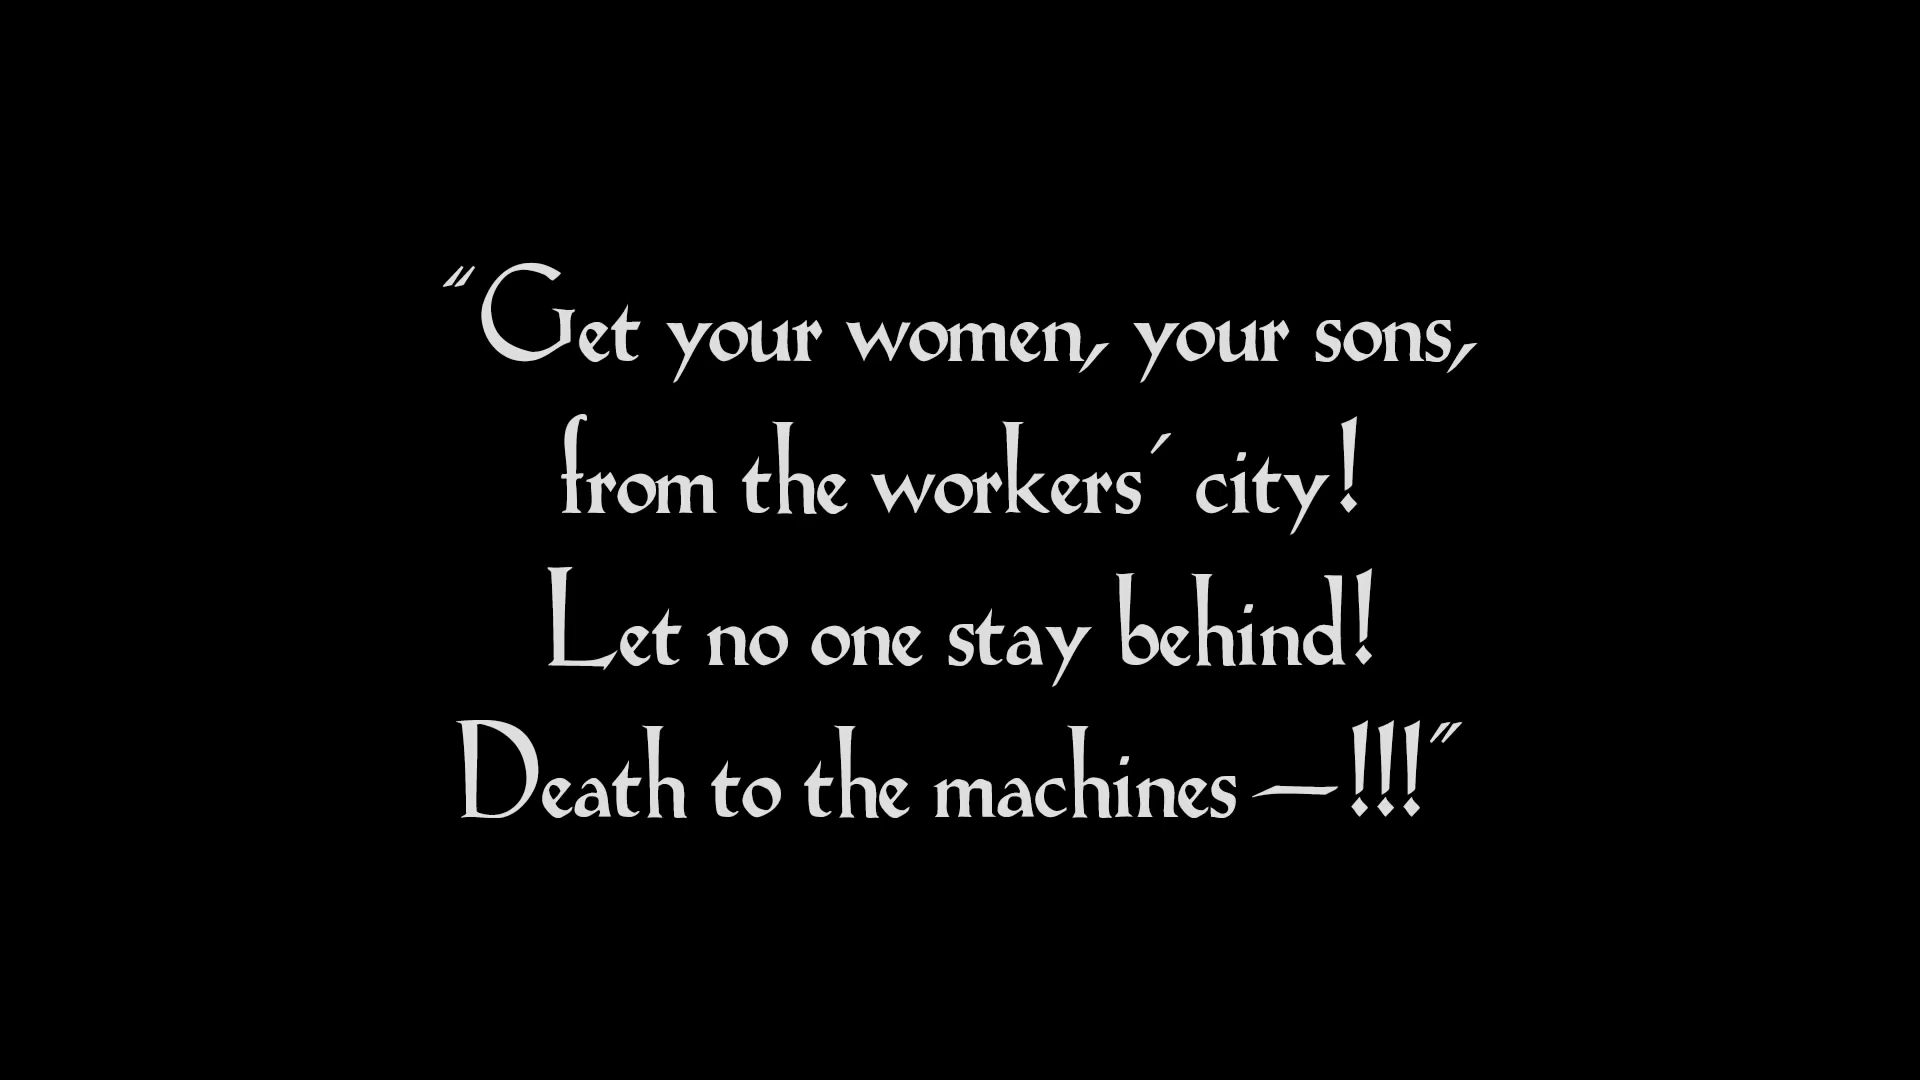 “Get your women, your sons,
from the workers´ city!
Let no one stay behind!
Death to the machines—!!!”